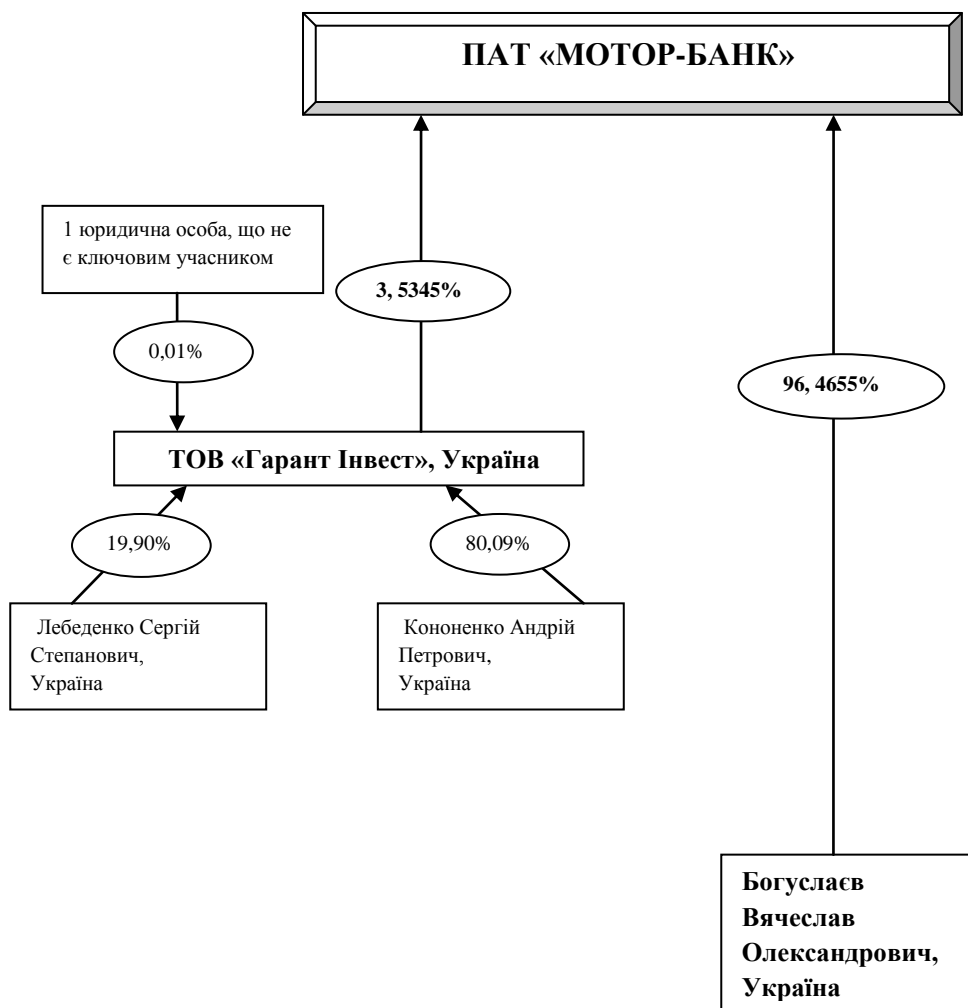 ПАТ «МОТОР-БАНК»
1 юридична особа, що не
є ключовим учасником
3, 5345%
0,01%
96, 4655%
ТОВ «Гарант Інвест», Україна
19,90%
80,09%
Лебеденко Сергій
Степанович,
Україна
Кононенко Андрій
Петрович,
Україна
Богуслаєв
Вячеслав
Олександрович,
Україна